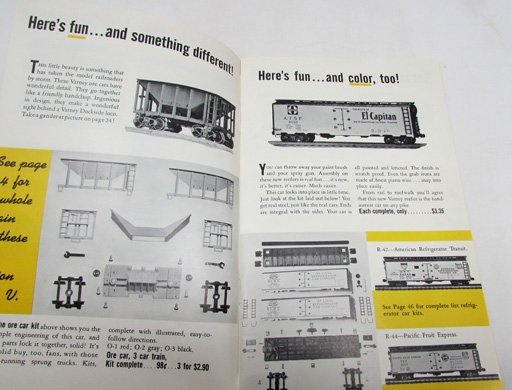 Here's fun...and something different!
THIS little beauty is something that
has taken the model railroaders
by storm. These Varney ore cars have
wonderful detail. They go together
like a friendly handclasp. Ingenious
in design, they make a wonderful
sight behind a Varney Dockside loco.
Take a gander at picture on page 24!
See page
4 for
whole
ain
these
tion
V.
he ore car kit above shows you the
mple engineering of this car, and
parts lock it together, solid! It's
olid buy, too, fans, with those
-running sprung trucks. Kits,
complete with illustrated, easy-to-
follow directions.
O-1 red; O-2 gray; O-3 black.
Ore car, 3 car train,
Kit complete.....98c...3 for $2.90
Here's fun...and color, too!
A.T.S.F.
El Capitan
YOU can throw away your paint brushes
and your spray gun. Assembly on
these new reefers is real fun...it's new,
it's better, it's easier. Much easier.
This car locks into place in little time.
Just look at the kit laid out below! You
get real steel, just like the real cars. Ends
are integral with the sides. Your car is
all painted and lettered. The finish is
scratch proof. Even the grab irons are
made of finest piano wire...snap into
place easily.
From rail to roofwalk you'll agree
that this new Varney reefer is the hand-
somest car on any pike.
Each complete, only........$3.35
R-42—American Refrigerator Transit.
See Page 46 for complete list refrig-
erator car kits.
R-44—Pacific Fruit Express.